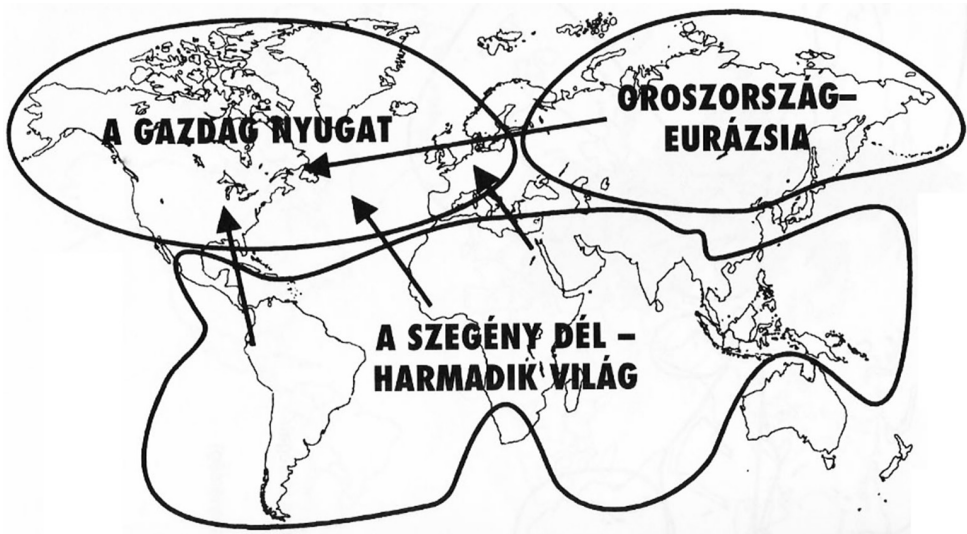 A GAZDAG NYUGAT
OROSZORSZÁG–
EURÁZSIA
A SZEGÉNY DÉL –
HARMADIK VILÁG